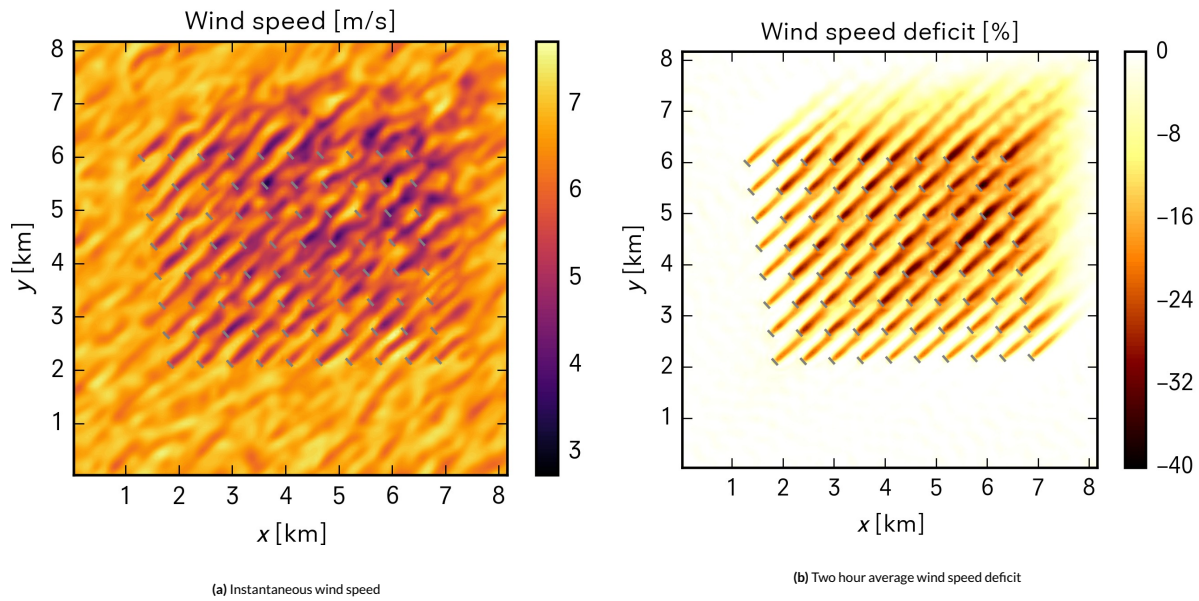 Wind speed [m/s]
8
7
6
5
4
3
2
1
y [km]
1 2 3 4 5 6 7 8
x [km]
7
6
5
4
3
(a) Instantaneous wind speed
Wind speed deficit [%]
8
7
6
5
4
3
2
1
y [km]
1 2 3 4 5 6 7 8
x [km]
0
−8
−16
−24
−32
−40
(b) Two hour average wind speed deficit